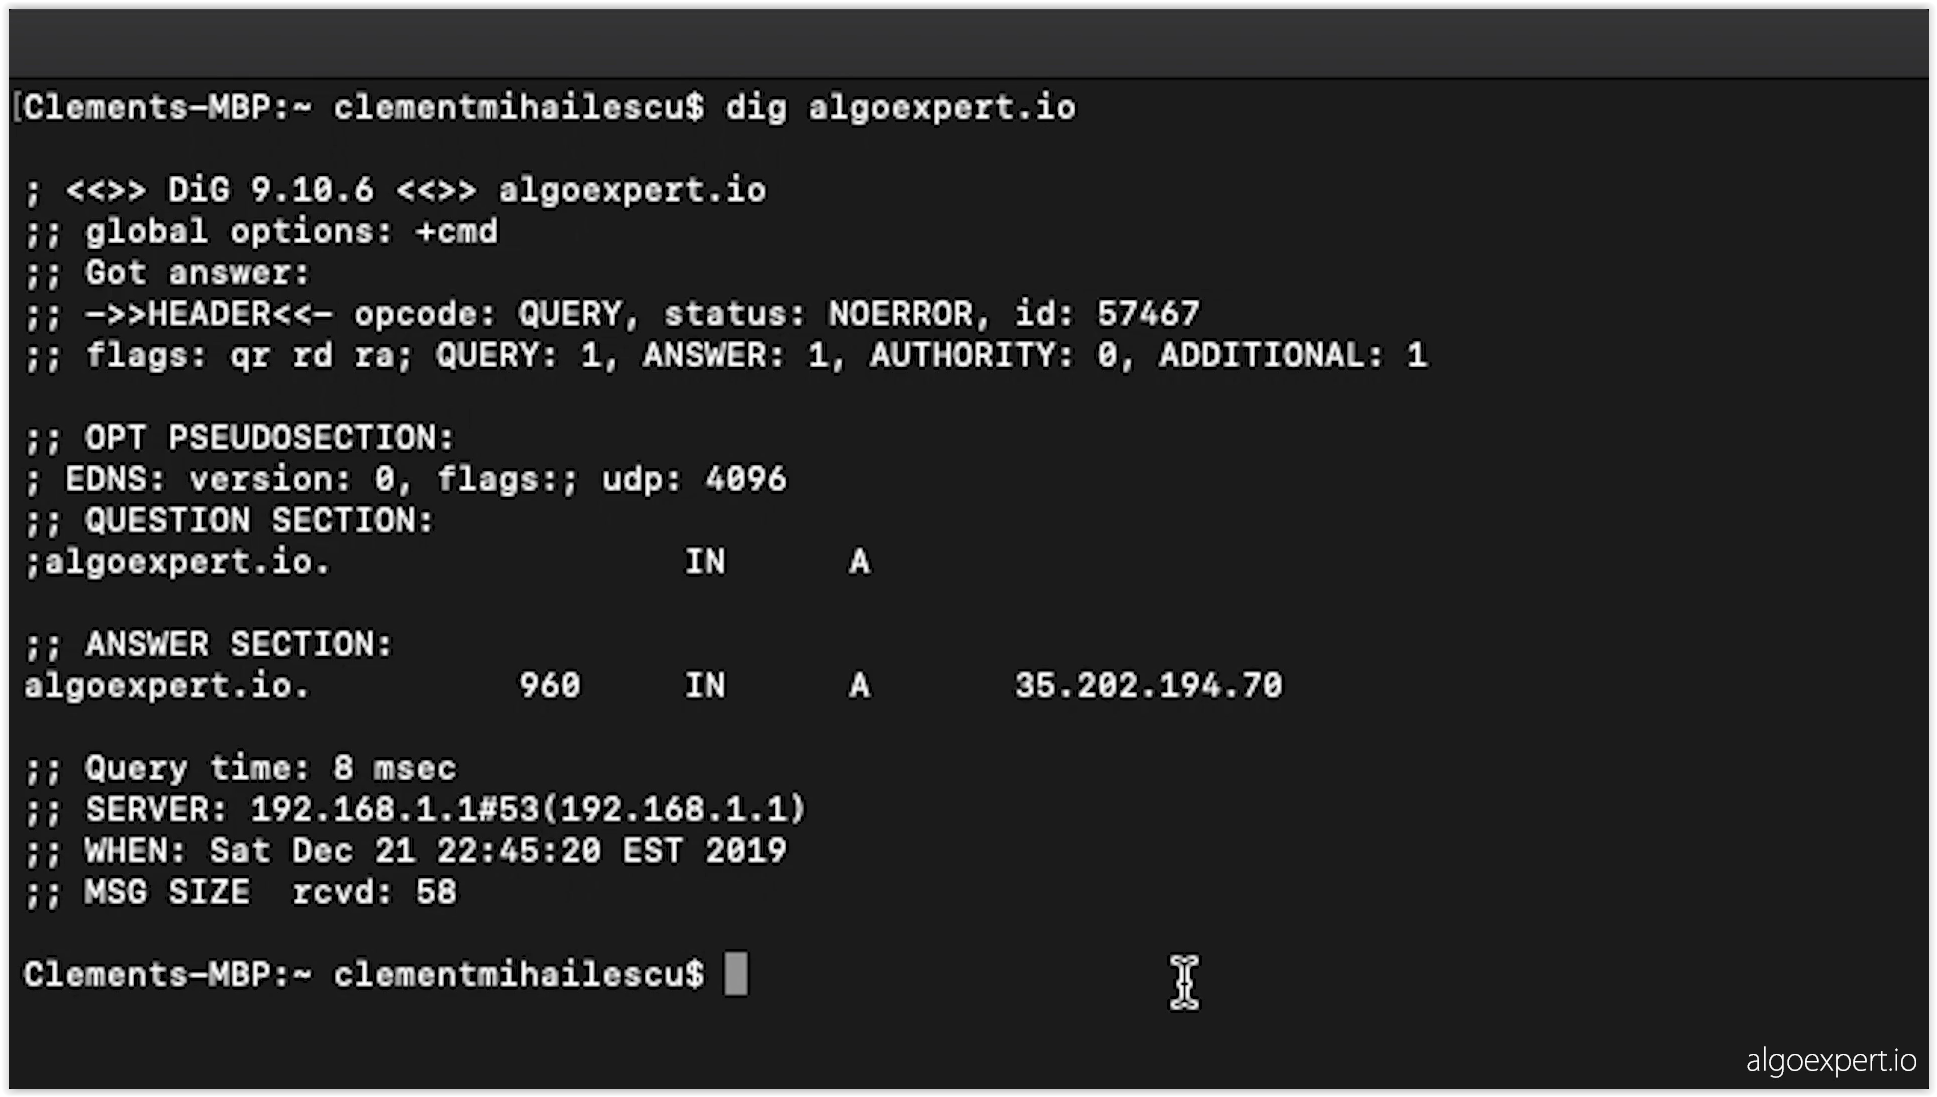 [Clements-MBP:~ clementmihailescu$ dig algoexpert.io
; <<>> DiG 9.10.6 <<>> algoexpert.io
;; global options: +cmd
;; Got answer:
;; ->>HEADER<<- opcode: QUERY, status: NOERROR, id: 57467
;; flags: qr rd ra; QUERY: 1, ANSWER: 1, AUTHORITY: 0, ADDITIONAL: 1
;; OPT PSEUDOSECTION:
; EDNS: version: 0, flags:; udp: 4096
;; QUESTION SECTION:
;algoexpert.io. IN A
;; ANSWER SECTION:
algoexpert.io. 960 IN A 35.202.194.70
;; Query time: 8 msec
;; SERVER: 192.168.1.1#53(192.168.1.1)
;; WHEN: Sat Dec 21 22:45:20 EST 2019
;; MSG SIZE  rcvd: 58
Clements-MBP:~ clementmihailescu$
algoexpert.io